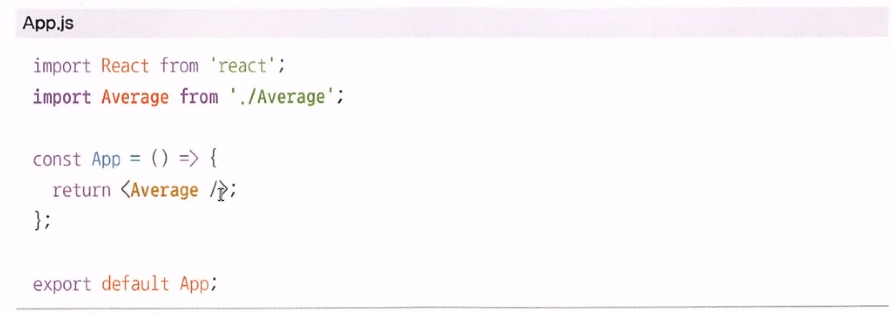 App.js
import React from 'react';
import Average from './Average';
const App = () => {
return <Average />;
};
export default App;